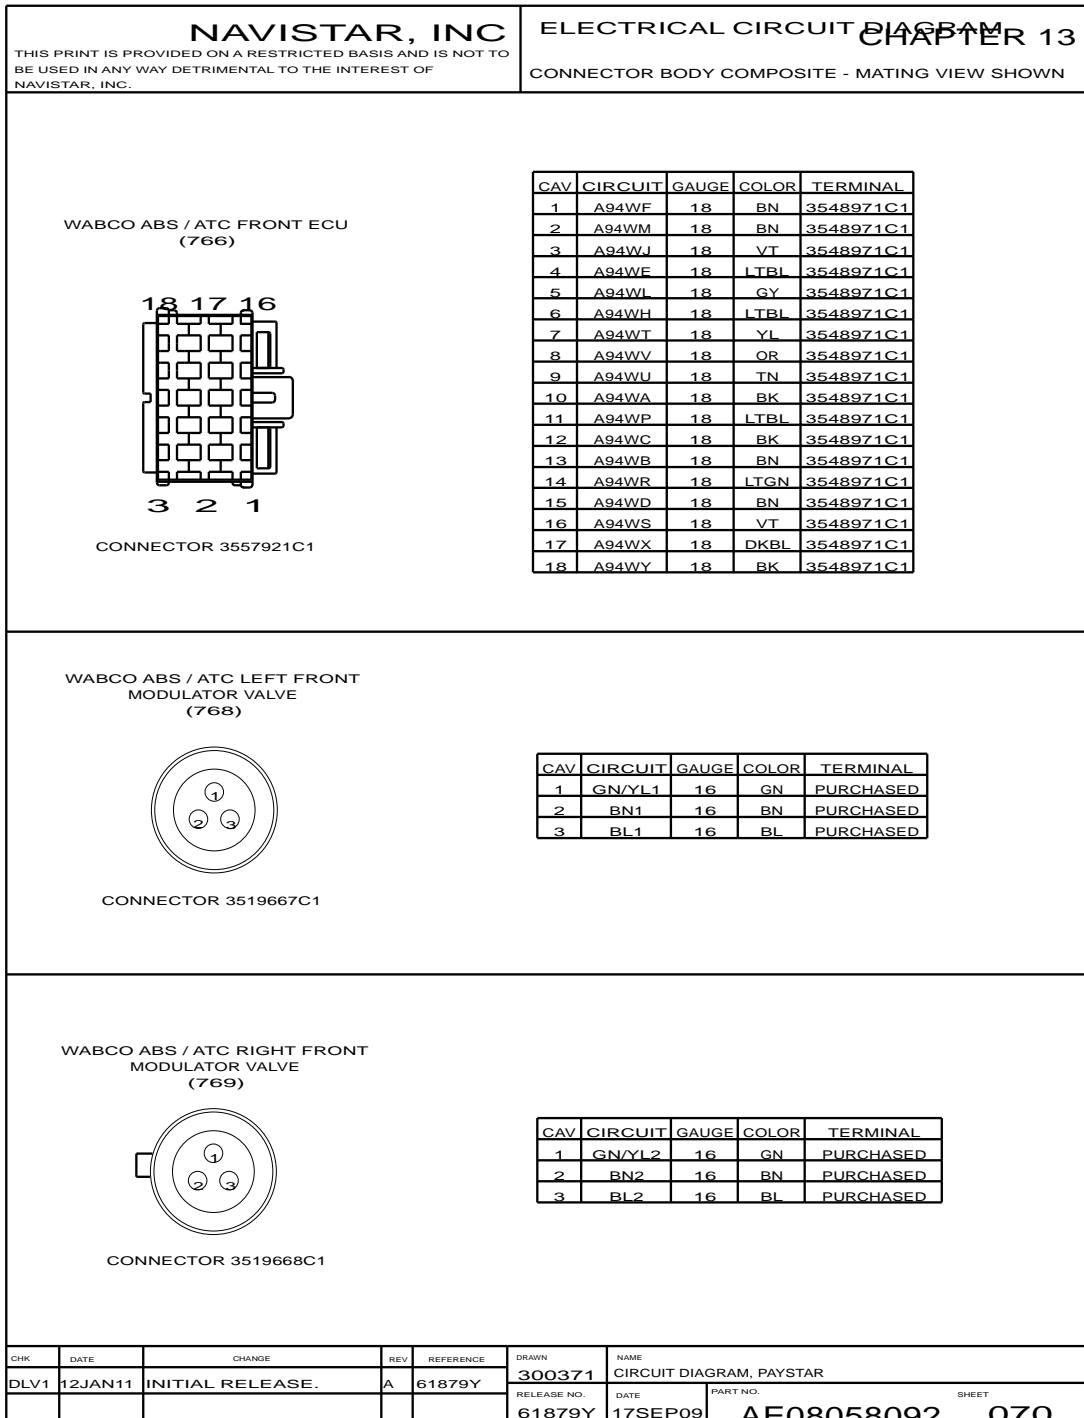 NAVISTAR, INC
THIS PRINT IS PROVIDED ON A RESTRICTED BASIS AND IS NOT TO
BE USED IN ANY WAY DETRIMENTAL TO THE INTEREST OF
NAVISTAR, INC.
ELECTRICAL CIRCUIT DIAGRAM
CHAPTER 13
CONNECTOR BODY COMPOSITE - MATING VIEW SHOWN
WABCO ABS / ATC FRONT ECU
(766)
18 17 16
3 2 1
CONNECTOR 3557921C1
CAV CIRCUIT GAUGE COLOR TERMINAL
1 A94WF 18 BN 3548971C1
2 A94WM 18 BN 3548971C1
3 A94WJ 18 VT 3548971C1
4 A94WE 18 LTBL 3548971C1
5 A94WL 18 GY 3548971C1
6 A94WH 18 LTBL 3548971C1
7 A94WT 18 YL 3548971C1
8 A94WV 18 OR 3548971C1
9 A94WU 18 TN 3548971C1
10 A94WA 18 BK 3548971C1
11 A94WP 18 LTBL 3548971C1
12 A94WC 18 BK 3548971C1
13 A94WB 18 BN 3548971C1
14 A94WR 18 LTGN 3548971C1
15 A94WD 18 BN 3548971C1
16 A94WS 18 VT 3548971C1
17 A94WX 18 DKBL 3548971C1
18 A94WY 18 BK 3548971C1
WABCO ABS / ATC LEFT FRONT
MODULATOR VALVE
(768)
1
2 3
CONNECTOR 3519667C1
CAV CIRCUIT GAUGE COLOR TERMINAL
1 GN/YL1 16 GN PURCHASED
2 BN1 16 BN PURCHASED
3 BL1 16 BL PURCHASED
WABCO ABS / ATC RIGHT FRONT
MODULATOR VALVE
(769)
1
2 3
CONNECTOR 3519668C1
CAV CIRCUIT GAUGE COLOR TERMINAL
1 GN/YL2 16 GN PURCHASED
2 BN2 16 BN PURCHASED
3 BL2 16 BL PURCHASED
CHK DATE CHANGE REV REFERENCE
DLV1 12JAN11 INITIAL RELEASE. A 61879Y
DRAWN
300371
NAME
CIRCUIT DIAGRAM, PAYSTAR
RELEASE NO. DATE PART NO. SHEET
61879Y 17SEP09 AE08058092 070